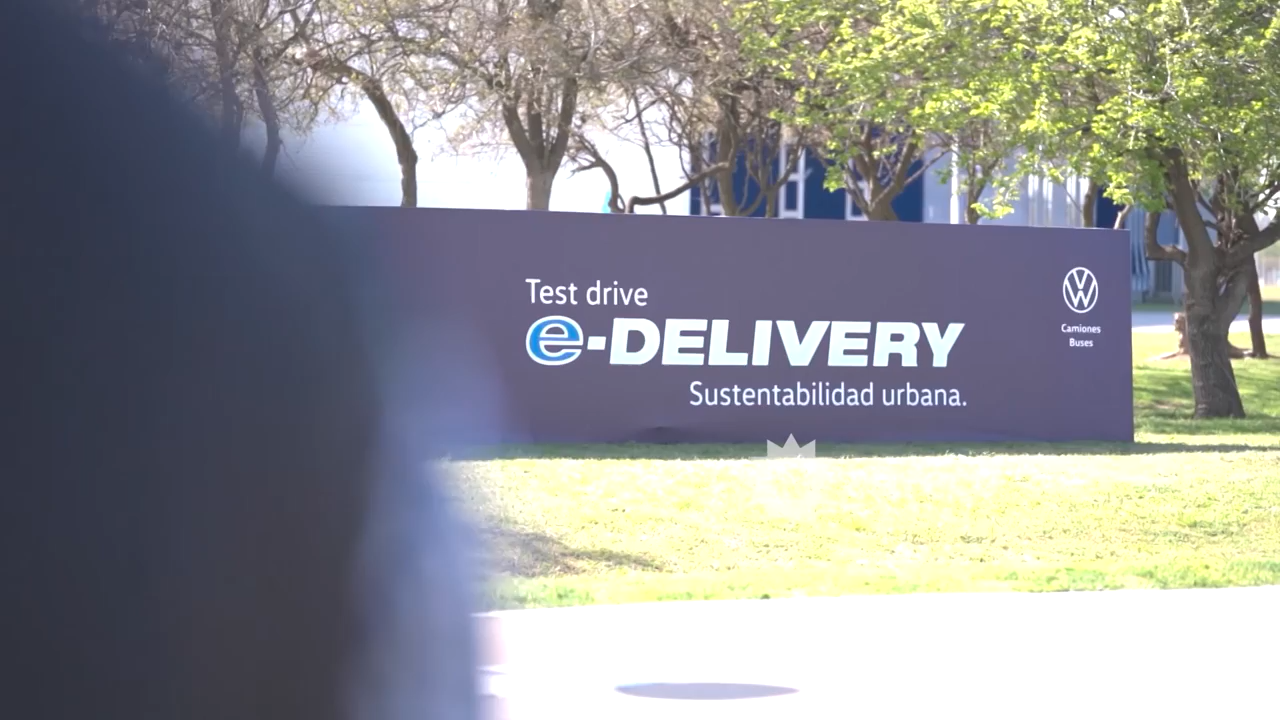 Test drive
e-DELIVERY
Sustentabilidad urbana.
Camiones
Buses